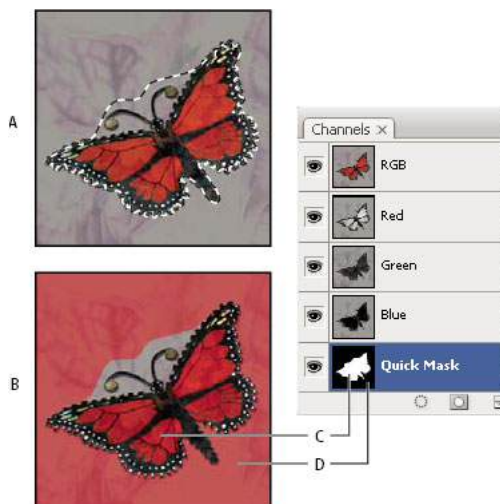 A
Channels ×
RGB
Red
Green
Blue
B
Quick Mask
C
D